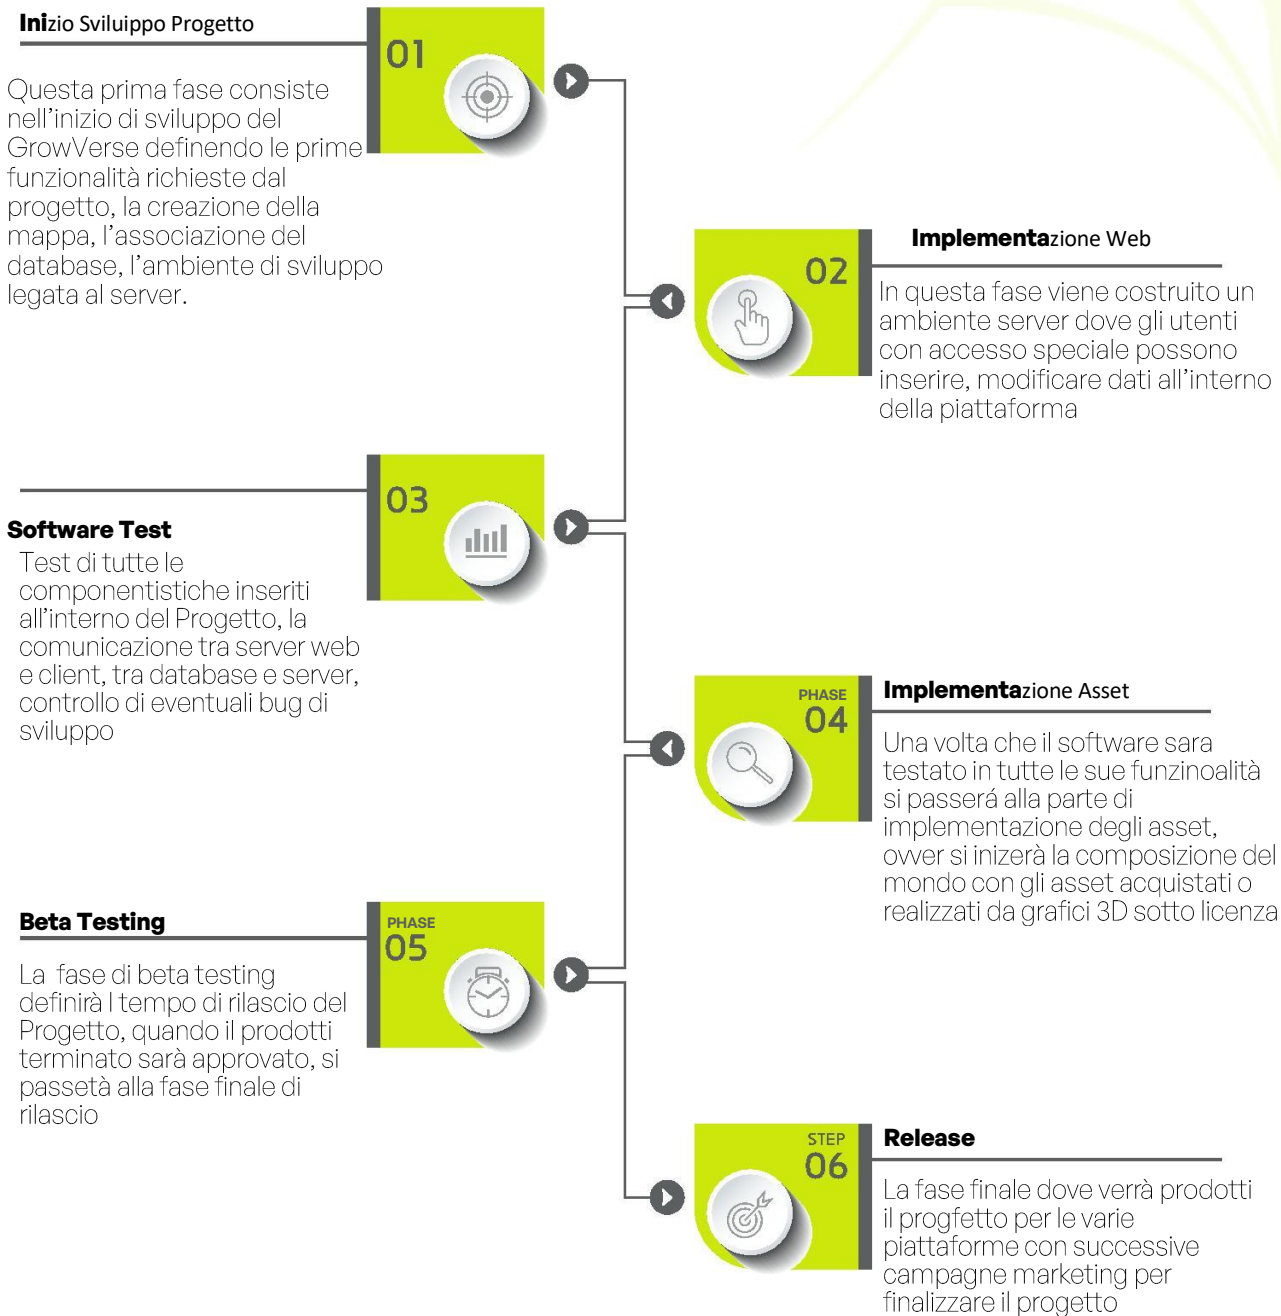 Inizio Sviluippo Progetto
01
Questa prima fase consiste
nell'inizio di sviluppo del
GrowVerse definendo le prime
funzionalità richieste dal
progetto, la creazione della
mappa, l'associazione del
database, l'ambiente di sviluppo
legata al server.
02
Implementazione Web
In questa fase viene costruito un
ambiente server dove gli utenti
con accesso speciale possono
inserire, modificare dati all'interno
della piattaforma
03
Software Test
Test di tutte le
componentistiche inseriti
all'interno del Progetto, la
comunicazione tra server web
e client, tra database e server,
controllo di eventuali bug di
sviluppo
PHASE
04
Implementazione Asset
Una volta che il software sara
testato in tutte le sue funzinoalità
si passerá alla parte di
implementazione degli asset,
ovver si inizerà la composizione del
mondo con gli asset acquistati o
realizzati da grafici 3D sotto licenza
Beta Testing
PHASE
05
La fase di beta testing
definirà l tempo di rilascio del
Progetto, quando il prodotti
terminato sarà approvato, si
passetà alla fase finale di
rilascio
STEP
06
Release
La fase finale dove verrà prodotti
il progfetto per le varie
piattaforme con successive
campagne marketing per
finalizzare il progetto